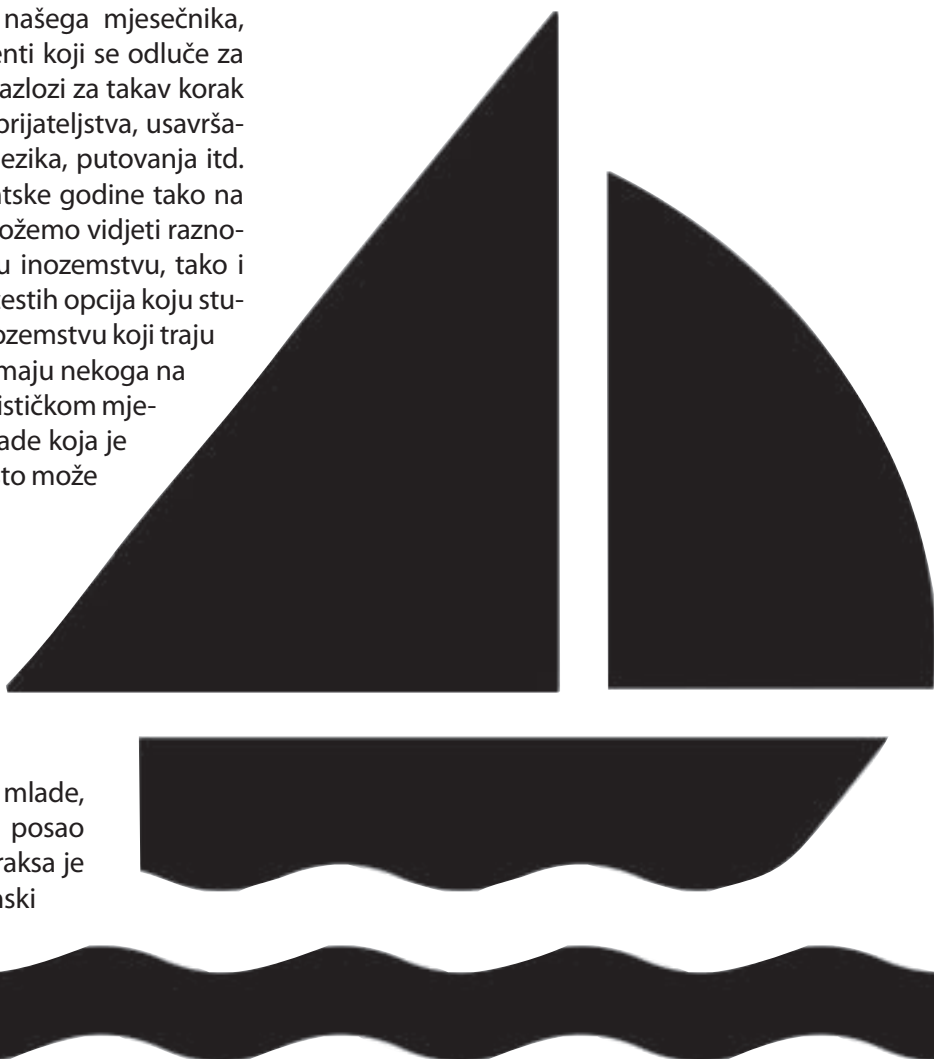 našega mjesečnika,
enti koji se odluče za
azlozi za takav korak
prijateljstva, usavrša-
ezika, putovanja itd.
tske godine tako na
ožemo vidjeti razno-
u inozemstvu, tako i
estih opcija koju stu-
ozemstvu koji traju
maju nekoga na
ističkom mje-
ade koja je
to može
mlade,
posao
raksa je
ski